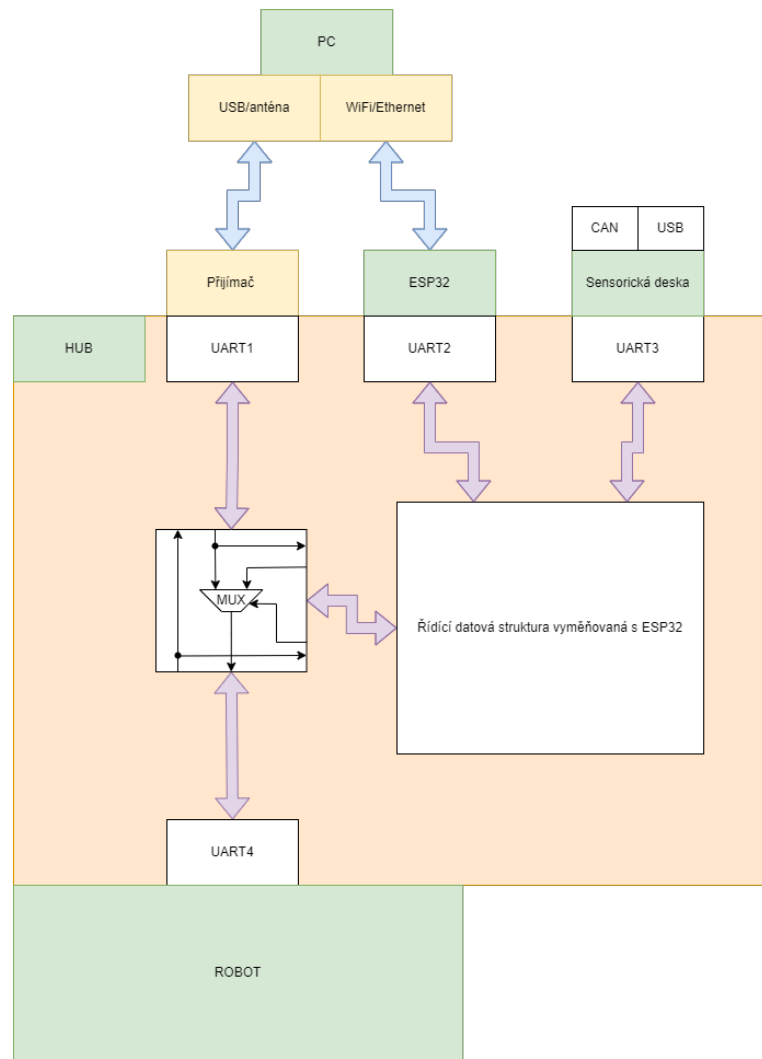 PC
USB/anténa
WiFi/Ethernet
CAN
USB
Přijímač
ESP32
Sensorická deska
HUB
UART1
UART2
UART3
MUX
Řídící datová struktura vyměňovaná s ESP32
UART4
ROBOT